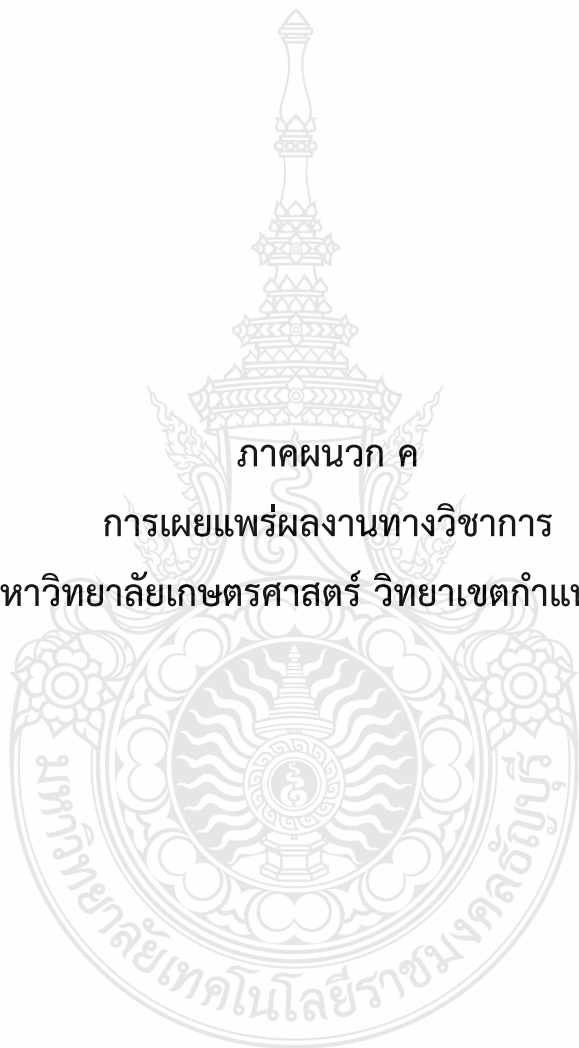 ภาคผนวก ค
การเผยแพร่ผลงานทางวิชาการ
หาวิทยาลัยเกษตรศาสตร์ วิทยาเขตกำแพ
มหาวิทยาลัยเทคโนโลยีราชมงคลธัญบุรี